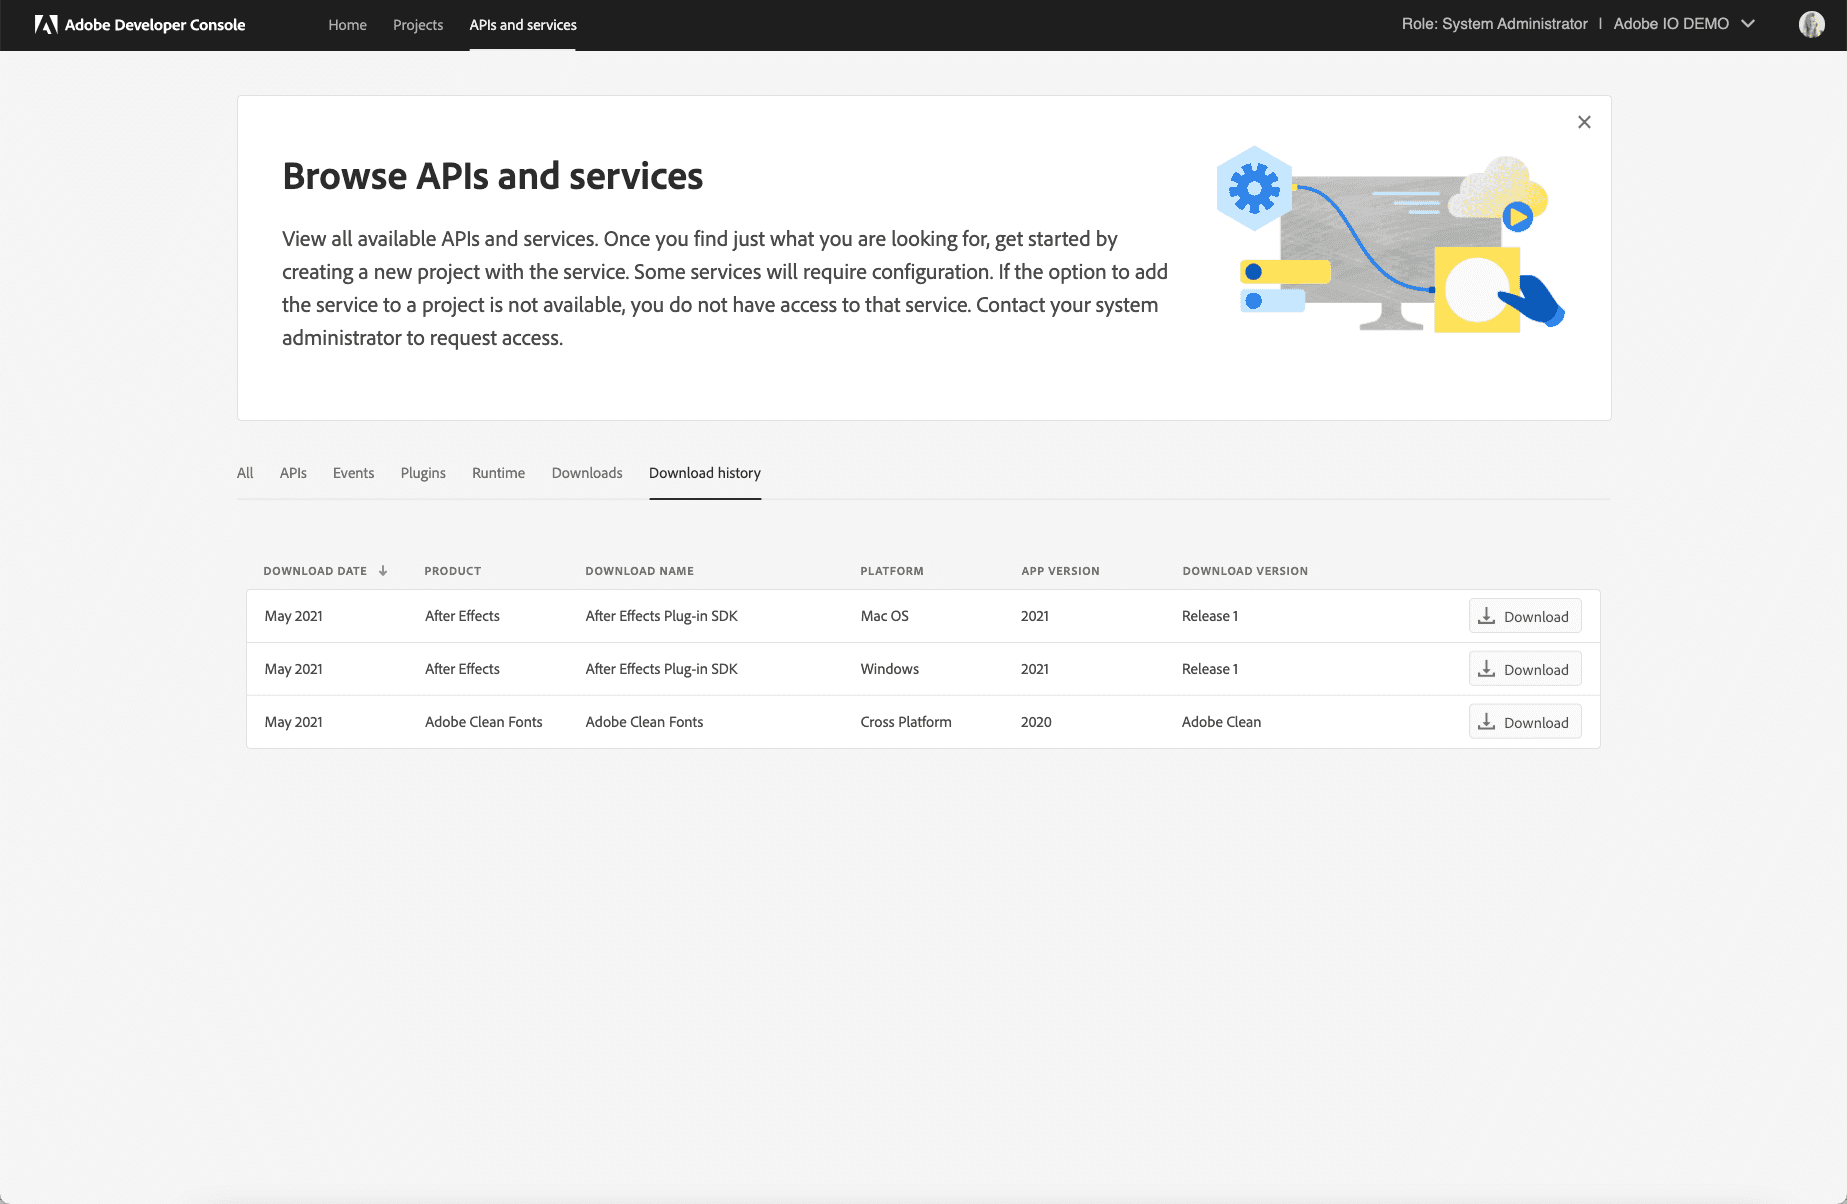 Adobe Developer Console Home Projects APIs and services Role: System Administrator | Adobe IO DEMO
Browse APIs and services
View all available APIs and services. Once you find just what you are looking for, get started by
creating a new project with the service. Some services will require configuration. If the option to add
the service to a project is not available, you do not have access to that service. Contact your system
administrator to request access.
All APIs Events Plugins Runtime Downloads Download history
DOWNLOAD DATE PRODUCT DOWNLOAD NAME PLATFORM APP VERSION DOWNLOAD VERSION
May 2021 After Effects After Effects Plug-in SDK Mac OS 2021 Release 1 Download
May 2021 After Effects After Effects Plug-in SDK Windows 2021 Release 1 Download
May 2021 Adobe Clean Fonts Adobe Clean Fonts Cross Platform 2020 Adobe Clean Download